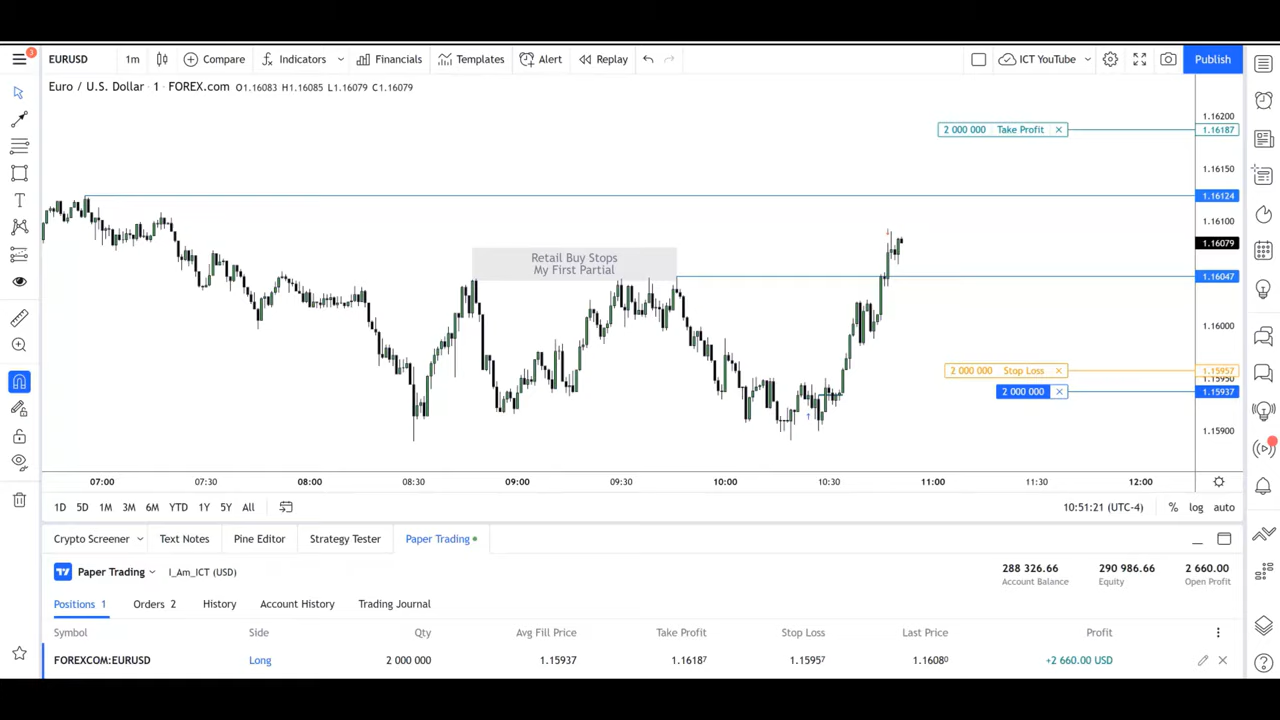 3
EURUSD 1m Compare Indicators Financials Templates Alert Replay ICT YouTube Publish
Euro / U.S. Dollar · 1 · FOREX.com O1.16083 H1.16085 L1.16079 C1.16079
1.16200
2 000 000 Take Profit × 1.16187
1.16150
1.16124
1.16100
1.16079
Retail Buy Stops
My First Partial
1.16047
1.16000
2 000 000 Stop Loss × 1.15957
1.15950
2 000 000 × 1.15937
1.15900
07:00 07:30 08:00 08:30 09:00 09:30 10:00 10:30 11:00 11:30 12:00
1D 5D 1M 3M 6M YTD 1Y 5Y All 10:51:21 (UTC-4) % log auto
Crypto Screener Text Notes Pine Editor Strategy Tester Paper Trading
Paper Trading I_Am_ICT (USD)
288 326.66 290 986.66 2 660.00
Account Balance Equity Open Profit
Positions 1 Orders 2 History Account History Trading Journal
Symbol Side Qty Avg Fill Price Take Profit Stop Loss Last Price Profit
FOREXCOM:EURUSD Long 2 000 000 1.15937 1.16187 1.15957 1.16080 +2 660.00 USD